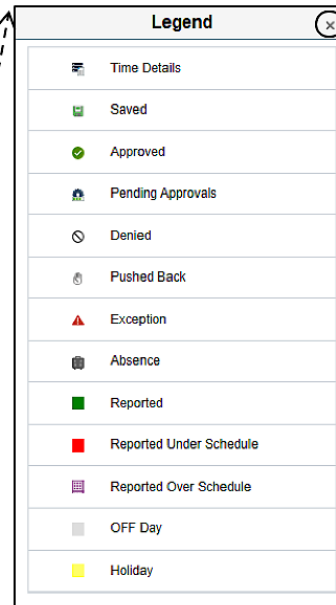 Legend
Time Details
Saved
Approved
Pending Approvals
Denied
Pushed Back
Exception
Absence
Reported
Reported Under Schedule
Reported Over Schedule
OFF Day
Holiday